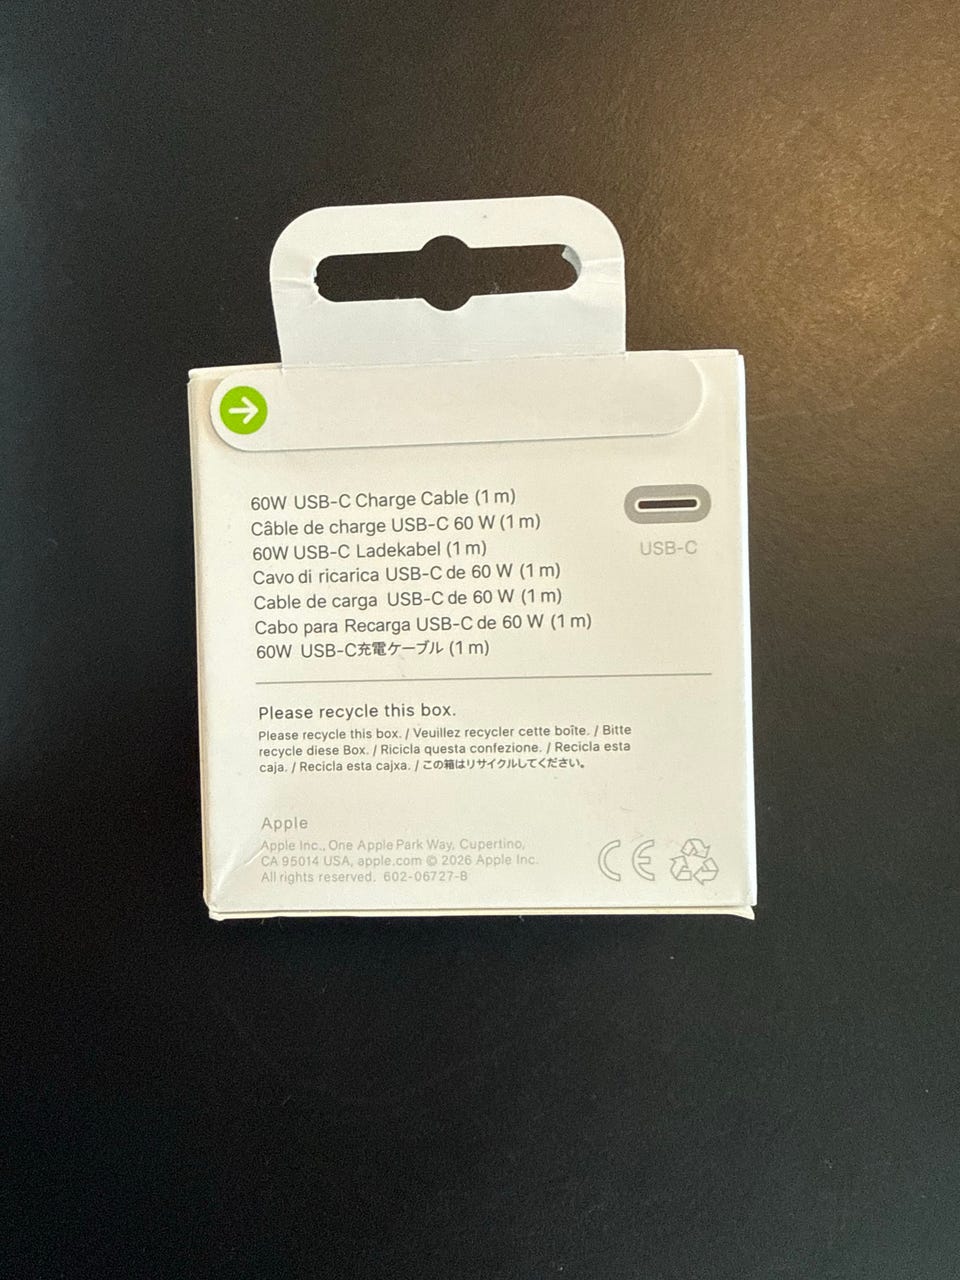 60W USB-C Charge Cable (1 m)
Câble de charge USB-C 60 W (1 m)
60W USB-C Ladekabel (1 m)
Cavo di ricarica USB-C de 60 W (1 m)
Cable de carga USB-C de 60 W (1 m)
Cabo para Recarga USB-C de 60 W (1 m)
60W USB-C充電ケーブル (1 m)
USB-C
Please recycle this box.
Please recycle this box. / Veuillez recycler cette boîte. / Bitte
recycle diese Box. / Ricicla questa confezione. / Recicla esta
caja. / Recicla esta cajxa. / この箱はリサイクルしてください。
Apple
Apple Inc., One Apple Park Way, Cupertino,
CA 95014 USA, apple.com © 2026 Apple Inc.
All rights reserved. 602-06727-B
CE